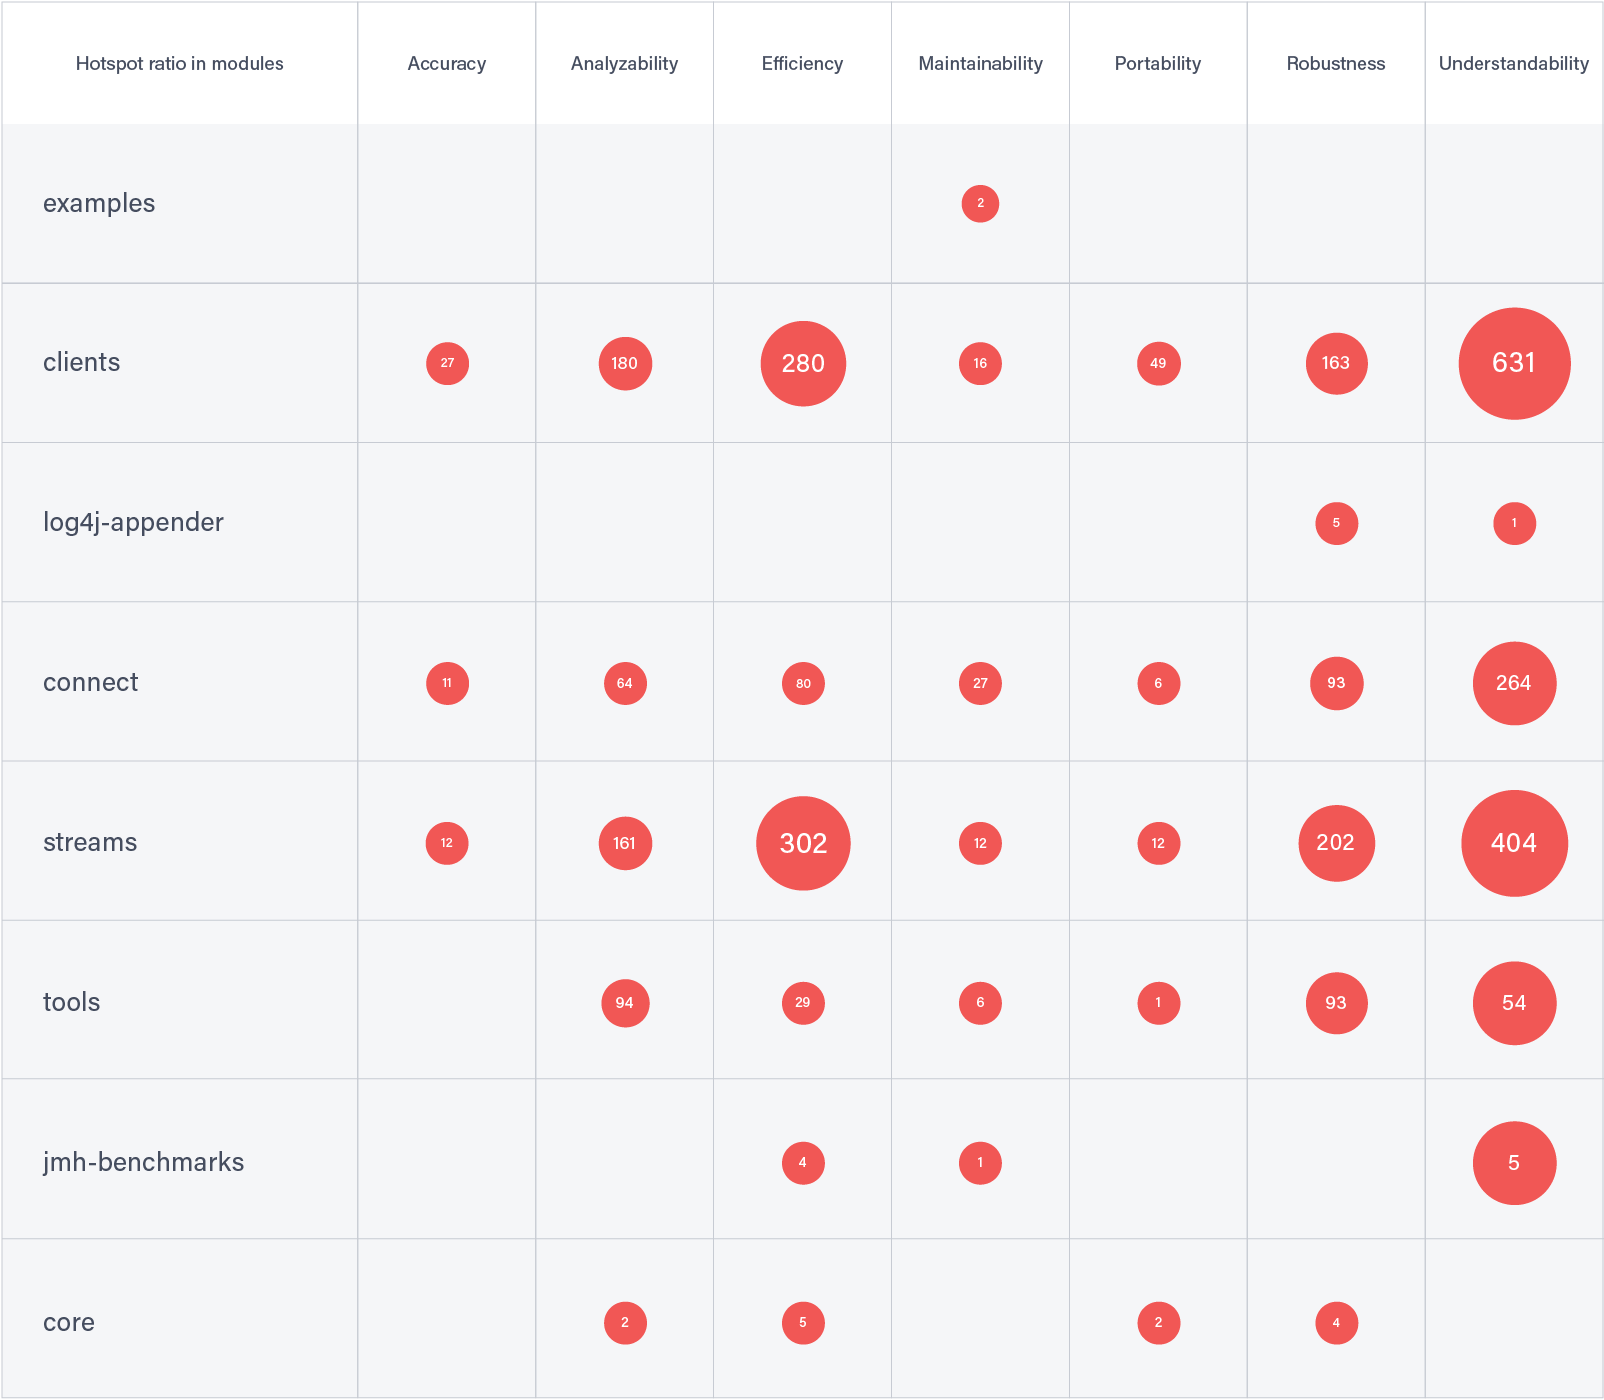 Hotspot ratio in modules Accuracy Analyzability Efficiency Maintainability Portability Robustness Understandability
examples 2
clients 27 180 280 16 49 163 631
log4j-appender 5 1
connect 11 64 80 27 6 93 264
streams 12 161 302 12 12 202 404
tools 94 29 6 1 93 54
jmh-benchmarks 4 1 5
core 2 5 2 4